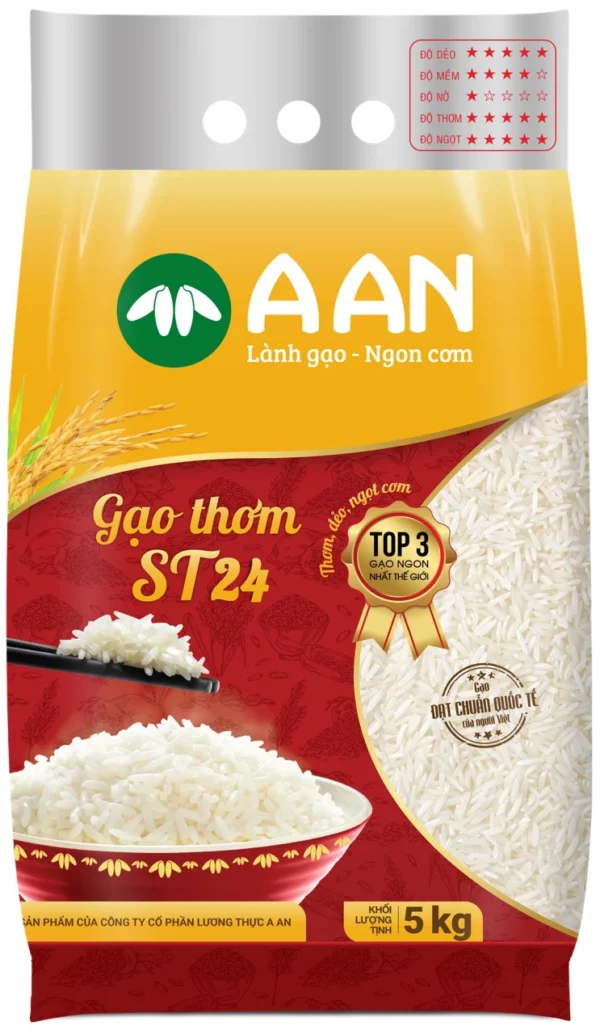 ĐỘ DẺO ★★★★★
ĐỘ MỀM ★★★★☆
ĐỘ NỞ ★☆☆☆☆
ĐỘ THƠM ★★★★★
ĐỘ NGỌT ★★★★★
A AN
Lành gạo - Ngon cơm
Gạo thơm
ST24
Thơm, dẻo, ngọt cơm
TOP 3
GẠO NGON
NHẤT THẾ GIỚI
Gạo
ĐẠT CHUẨN QUỐC TẾ
của người Việt
SẢN PHẨM CỦA CÔNG TY CỔ PHẦN LƯƠNG THỰC A AN
KHỐI
LƯỢNG
TỊNH
5 kg